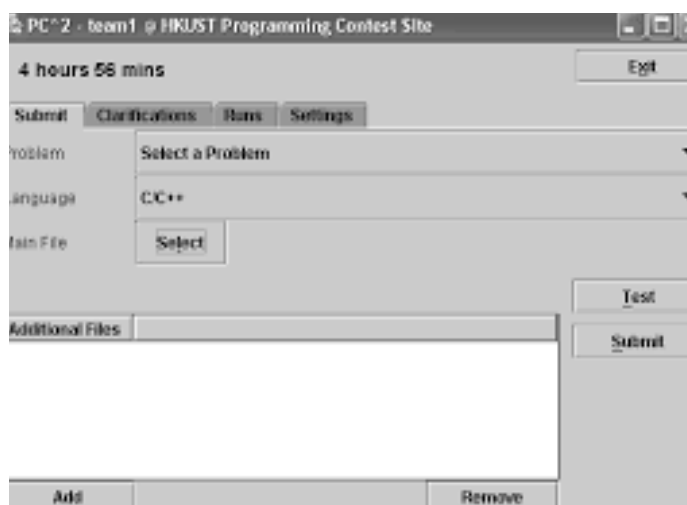 PC^2 - team1 @ HKUST Programming Contest Site
4 hours 56 mins
Exit
Submit Clarifications Runs Settings
Problem Select a Problem
Language C/C++
Main File Select
Test
Additional Files
Submit
Add Remove